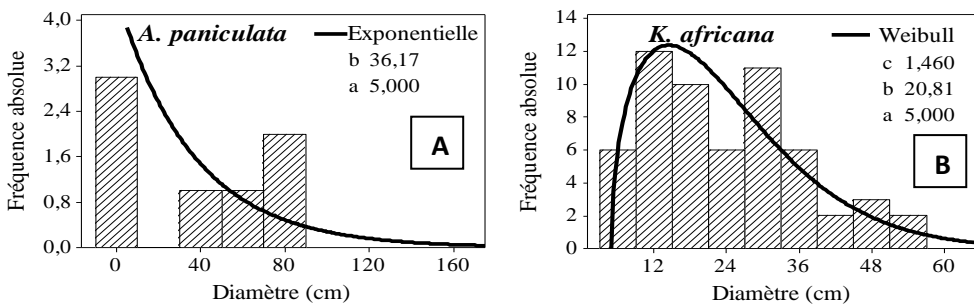 A. paniculata
Exponentielle
b 36,17
a 5,000
A
Fréquence absolue
4,0
3,2
2,4
1,6
0,8
0,0
0 40 80 120 160
Diamètre (cm)
K. africana
Weibull
c 1,460
b 20,81
a 5,000
B
Fréquence absolue
14
12
10
8
6
4
2
0
12 24 36 48 60
Diamètre (cm)